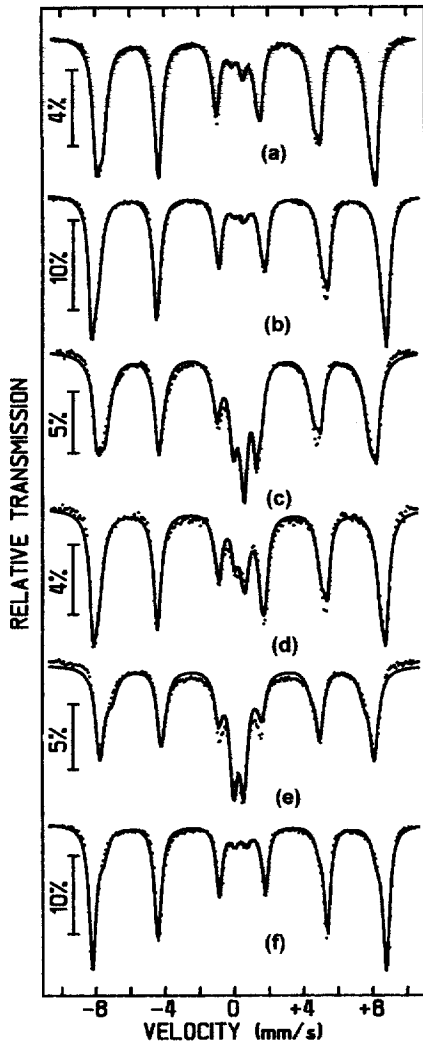 4%
(a)
10%
(b)
5%
(c)
4%
(d)
5%
(e)
10%
(f)
RELATIVE TRANSMISSION
-8 -4 0 +4 +8
VELOCITY (mm/s)